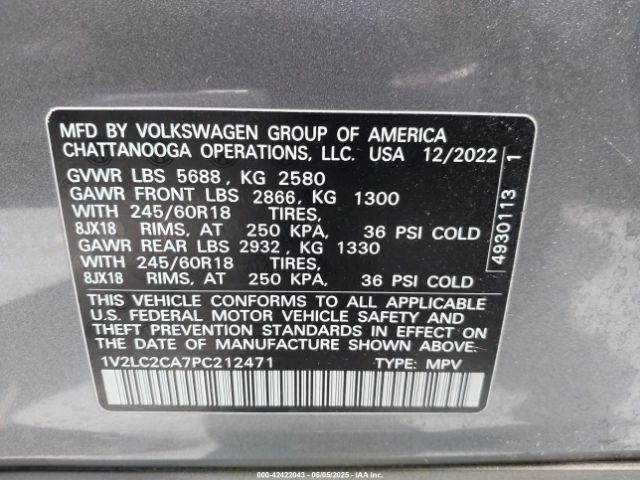 MFD BY VOLKSWAGEN GROUP OF AMERICA
CHATTANOOGA OPERATIONS, LLC. USA 12/2022
GVWR LBS 5688, KG 2580
GAWR FRONT LBS 2866, KG 1300
WITH 245/60R18 TIRES,
8JX18 RIMS, AT 250 KPA, 36 PSI COLD
GAWR REAR LBS 2932, KG 1330
WITH 245/60R18 TIRES,
8JX18 RIMS, AT 250 KPA, 36 PSI COLD
THIS VEHICLE CONFORMS TO ALL APPLICABLE
U.S. FEDERAL MOTOR VEHICLE SAFETY AND
THEFT PREVENTION STANDARDS IN EFFECT ON
THE DATE OF MANUFACTURE SHOWN ABOVE.
1V2LC2CA7PC212471 TYPE: MPV
4930113 1
000-42422043 - 06/05/2025 - IAA Inc.